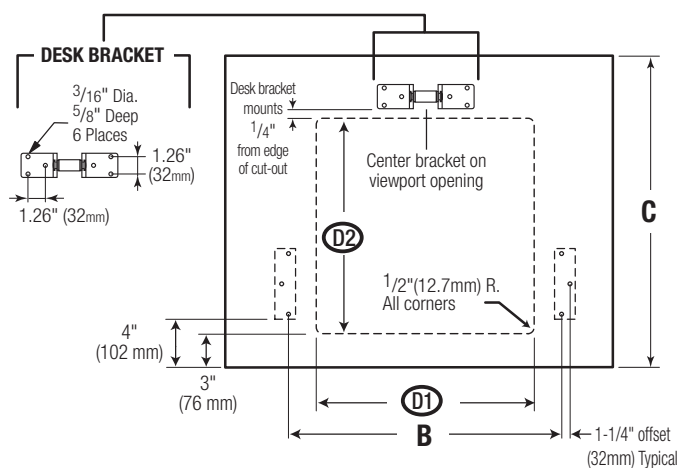 DESK BRACKET
3/16" Dia.
5/8" Deep
6 Places
1.26"
(32mm)
1.26" (32mm)
Desk bracket
mounts
1/4"
from edge
of cut-out
Center bracket on
viewport opening
C
D2
1/2"(12.7mm) R.
All corners
4"
(102 mm)
3"
(76 mm)
D1
B
1-1/4" offset
(32mm) Typical